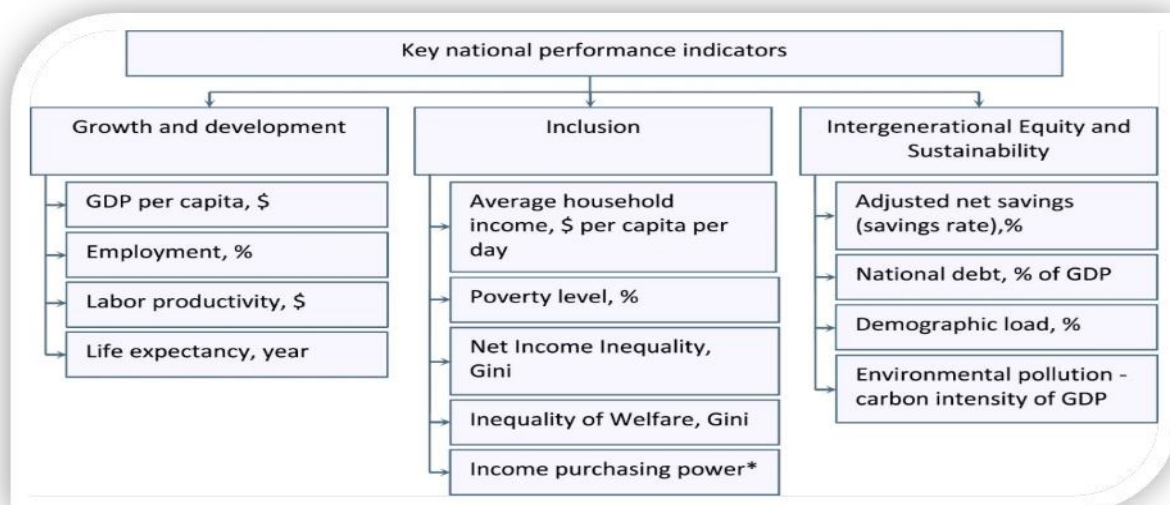 Key national performance indicators
Growth and development
GDP per capita, $
Employment, %
Labor productivity, $
Life expectancy, year
Inclusion
Average household
income, $ per capita per
day
Poverty level, %
Net Income Inequality,
Gini
Inequality of Welfare, Gini
Income purchasing power*
Intergenerational Equity and
Sustainability
Adjusted net savings
(savings rate),%
National debt, % of GDP
Demographic load, %
Environmental pollution -
carbon intensity of GDP